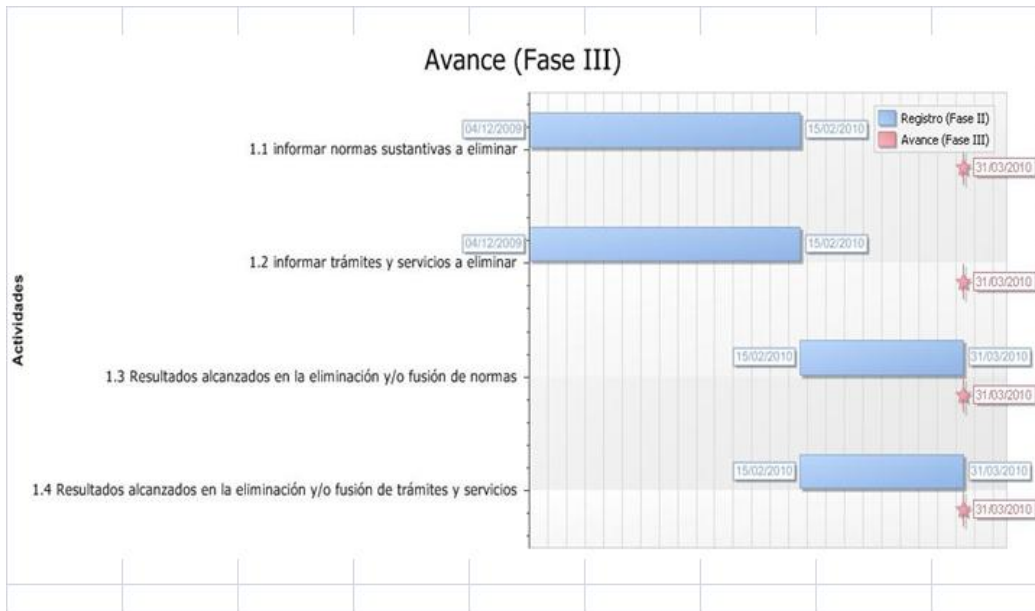 Avance (Fase III)
Registro (Fase II)
Avance (Fase III)
Actividades
04/12/2009
15/02/2010
1.1 informar normas sustantivas a eliminar
31/03/2010
04/12/2009
15/02/2010
1.2 informar trámites y servicios a eliminar
31/03/2010
15/02/2010
31/03/2010
1.3 Resultados alcanzados en la eliminación y/o fusión de normas
31/03/2010
15/02/2010
31/03/2010
1.4 Resultados alcanzados en la eliminación y/o fusión de trámites y servicios
31/03/2010